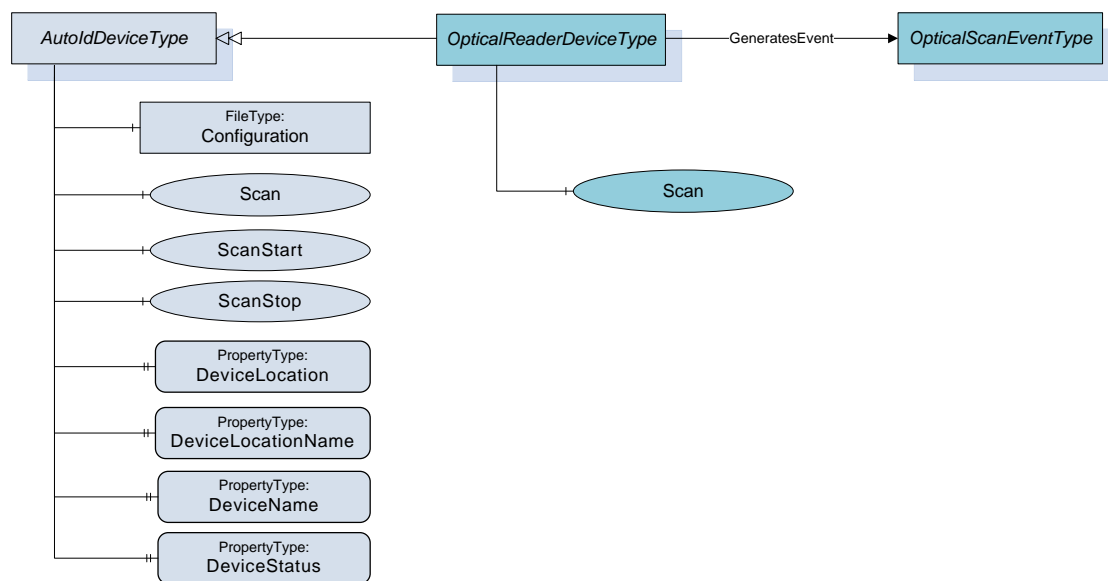 AutoIdDeviceType
OpticalReaderDeviceType
GeneratesEvent
OpticalScanEventType
FileType:
Configuration
Scan
Scan
ScanStart
ScanStop
PropertyType:
DeviceLocation
PropertyType:
DeviceLocationName
PropertyType:
DeviceName
PropertyType:
DeviceStatus